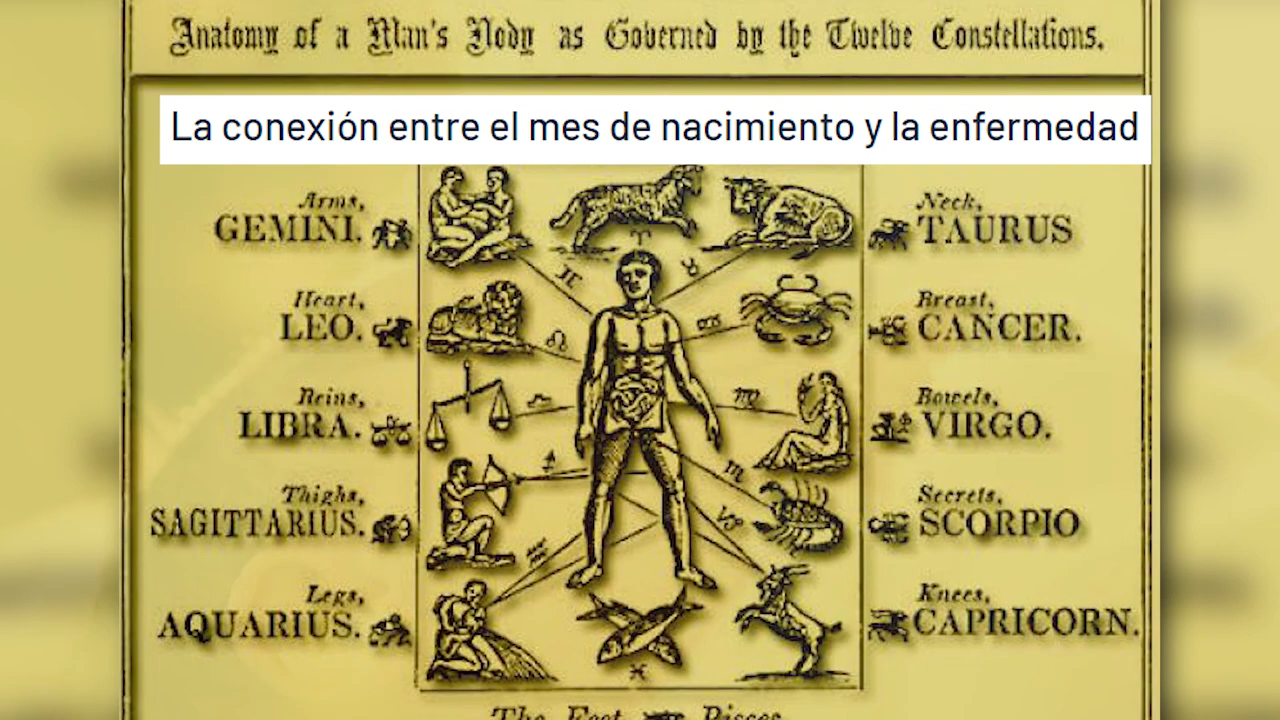 Anatomy of a Man's Body as Governed by the Twelve Constellations.
La conexión entre el mes de nacimiento y la enfermedad
Arms,
GEMINI.
Neck,
TAURUS
Heart,
LEO.
Breast,
CANCER.
Reins,
LIBRA.
Bowels,
VIRGO.
Thighs,
SAGITTARIUS.
Secrets,
SCORPIO
Legs,
AQUARIUS.
Knees,
CAPRICORN.
The Feet Pisces